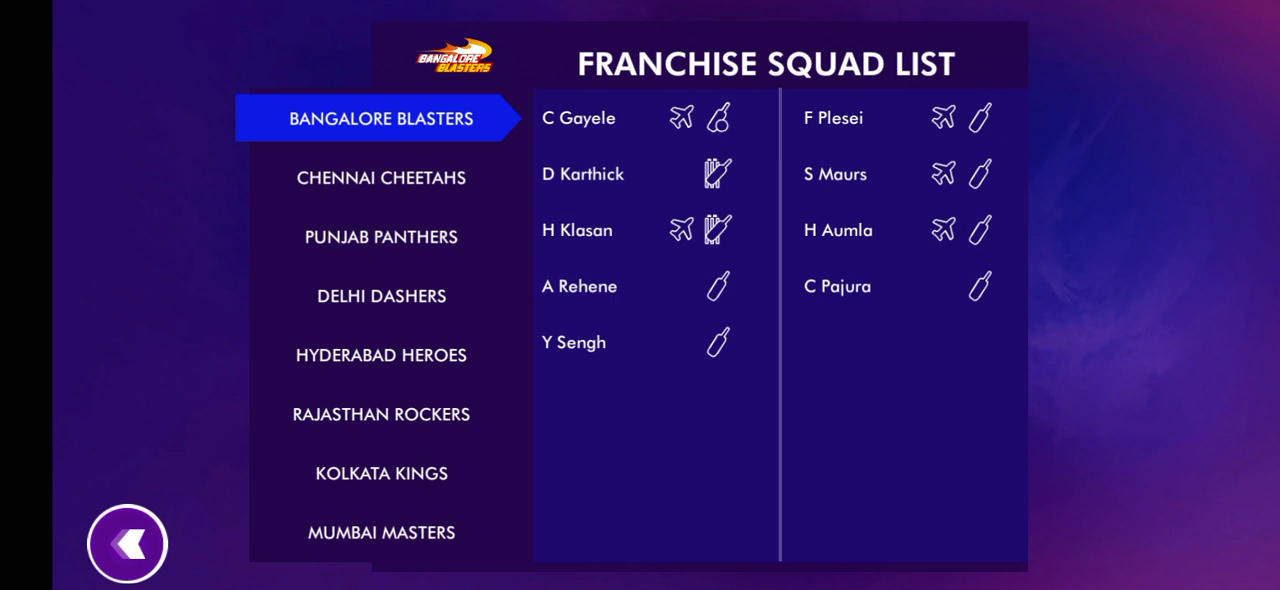 BANGALORE
BLASTERS
FRANCHISE SQUAD LIST
BANGALORE BLASTERS
CHENNAI CHEETAHS
PUNJAB PANTHERS
DELHI DASHERS
HYDERABAD HEROES
RAJASTHAN ROCKERS
KOLKATA KINGS
MUMBAI MASTERS
C Gayele
D Karthick
H Klasan
A Rehene
Y Sengh
F Plesei
S Maurs
H Aumla
C Pajura